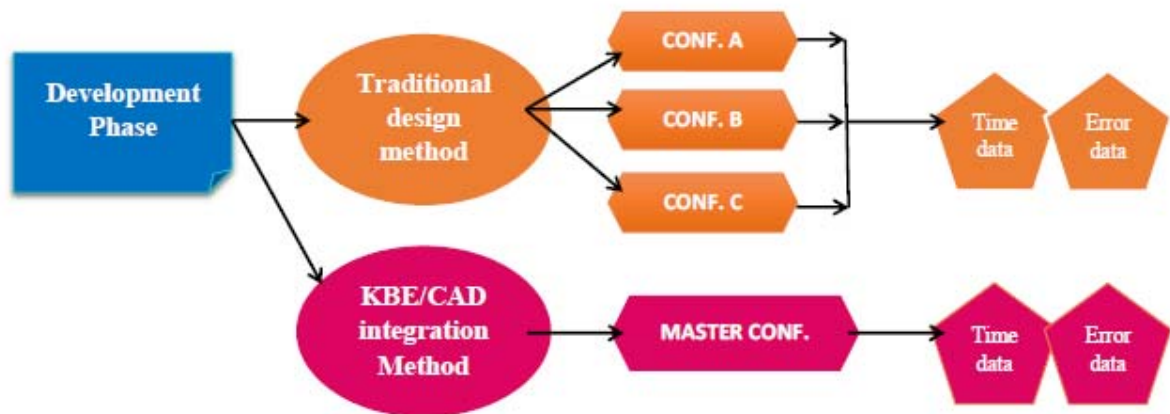 Development
Phase
Traditional
design
method
CONF. A
CONF. B
CONF. C
Time
data
Error
data
KBE/CAD
integration
Method
MASTER CONF.
Time
data
Error
data